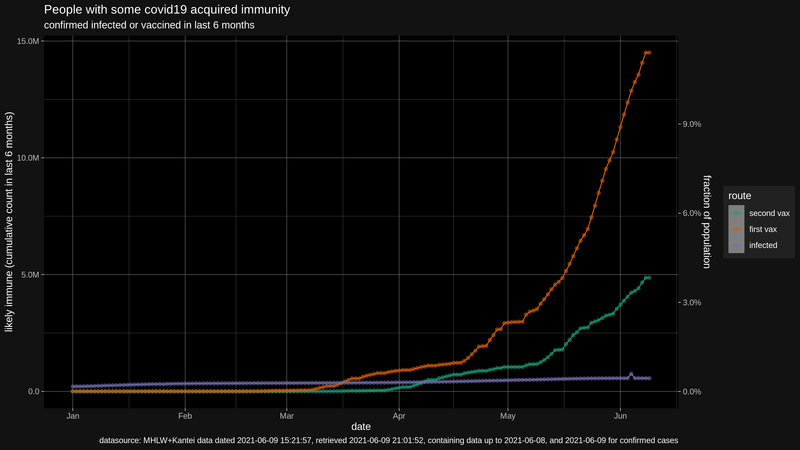 People with some covid19 acquired immunity
confirmed infected or vaccined in last 6 months
15.0M
10.0M
5.0M
0.0
likely immune (cumulative count in last 6 months)
9.0%
6.0%
3.0%
0.0%
fraction of population
Jan
Feb
Mar
Apr
May
Jun
date
route
second vax
first vax
infected
datasource: MHLW+Kantei data dated 2021-06-09 15:21:57, retrieved 2021-06-09 21:01:52, containing data up to 2021-06-08, and 2021-06-09 for confirmed cases